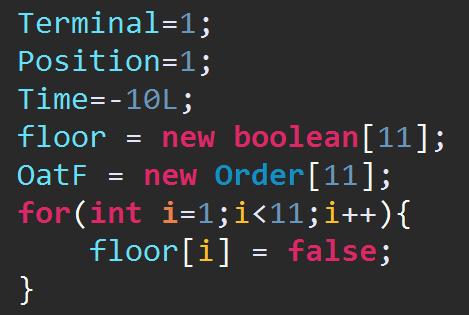 Terminal=1;
Position=1;
Time=-10L;
floor = new boolean[11];
OatF = new Order[11];
for(int i=1;i<11;i++){
    floor[i] = false;
}